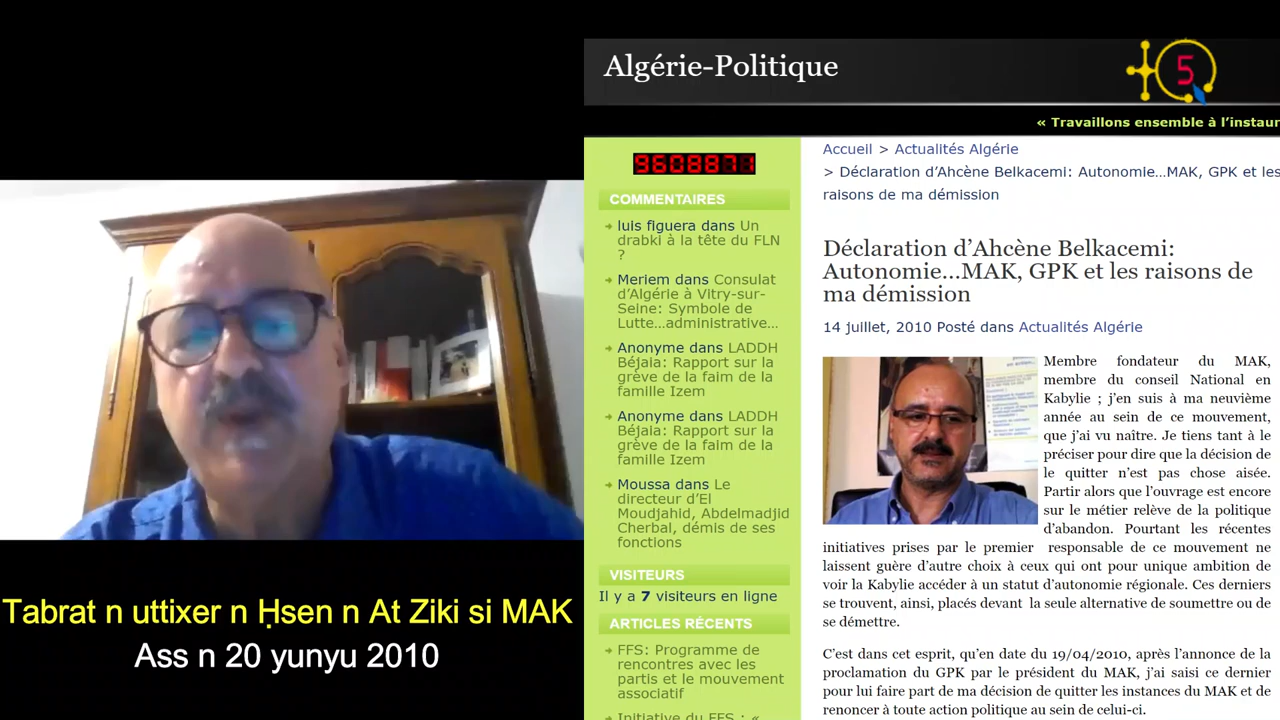 Tabrat n uttixer n Ḥsen n At Ziki si MAK
Ass n 20 yunyu 2010
Algérie-Politique
5
« Travaillons ensemble à l’instaur
9608871
COMMENTAIRES
luis figuera dans Un
drabki à la tête du FLN
?
Meriem dans Consulat
d’Algérie à Vitry-sur-
Seine: Symbole de
Lutte…administrative…
Anonyme dans LADDH
Béjaia: Rapport sur la
grève de la faim de la
famille Izem
Anonyme dans LADDH
Béjaia: Rapport sur la
grève de la faim de la
famille Izem
Moussa dans Le
directeur d’El
Moudjahid, Abdelmadjid
Cherbal, démis de ses
fonctions
VISITEURS
Il y a 7 visiteurs en ligne
ARTICLES RÉCENTS
FFS: Programme de
rencontres avec les
partis et le mouvement
associatif
Initiative du FFS : «
Accueil > Actualités Algérie
> Déclaration d’Ahcène Belkacemi: Autonomie…MAK, GPK et les
raisons de ma démission
Déclaration d’Ahcène Belkacemi:
Autonomie…MAK, GPK et les raisons de
ma démission
14 juillet, 2010 Posté dans Actualités Algérie
Membre fondateur du MAK,
membre du conseil National en
Kabylie ; j’en suis à ma neuvième
année au sein de ce mouvement,
que j’ai vu naître. Je tiens tant à le
préciser pour dire que la décision de
le quitter n’est pas chose aisée.
Partir alors que l’ouvrage est encore
sur le métier relève de la politique
d’abandon. Pourtant les récentes
initiatives prises par le premier responsable de ce mouvement ne
laissent guère d’autre choix à ceux qui ont pour unique ambition de
voir la Kabylie accéder à un statut d’autonomie régionale. Ces derniers
se trouvent, ainsi, placés devant la seule alternative de soumettre ou de
se démettre.
C’est dans cet esprit, qu’en date du 19/04/2010, après l’annonce de la
proclamation du GPK par le président du MAK, j’ai saisi ce dernier
pour lui faire part de ma décision de quitter les instances du MAK et de
renoncer à toute action politique au sein de celui-ci.